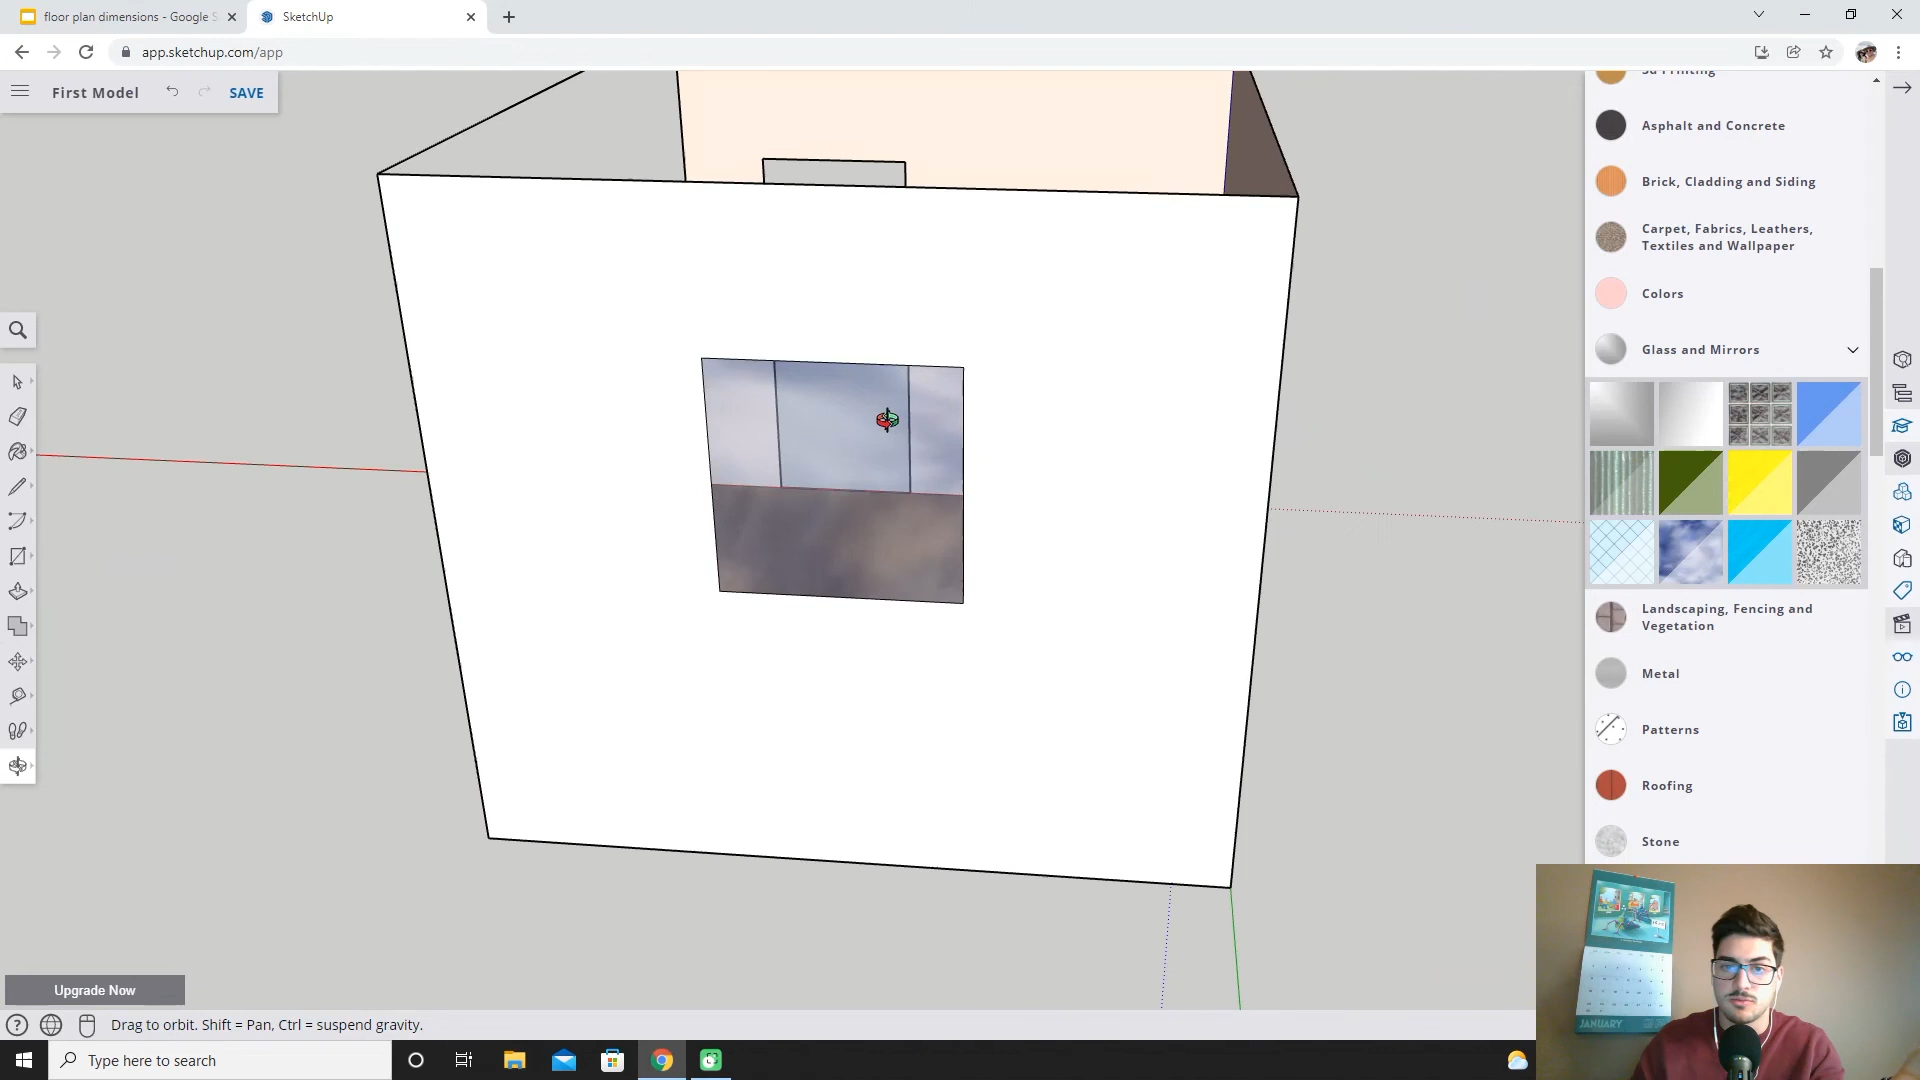 floor plan dimensions - Google S
SketchUp
app.sketchup.com/app
First Model
SAVE
3d Printing
Asphalt and Concrete
Brick, Cladding and Siding
Carpet, Fabrics, Leathers,
Textiles and Wallpaper
Colors
Glass and Mirrors
Landscaping, Fencing and
Vegetation
Metal
Patterns
Roofing
Stone
Upgrade Now
Drag to orbit. Shift = Pan, Ctrl = suspend gravity.
Type here to search
JANUARY